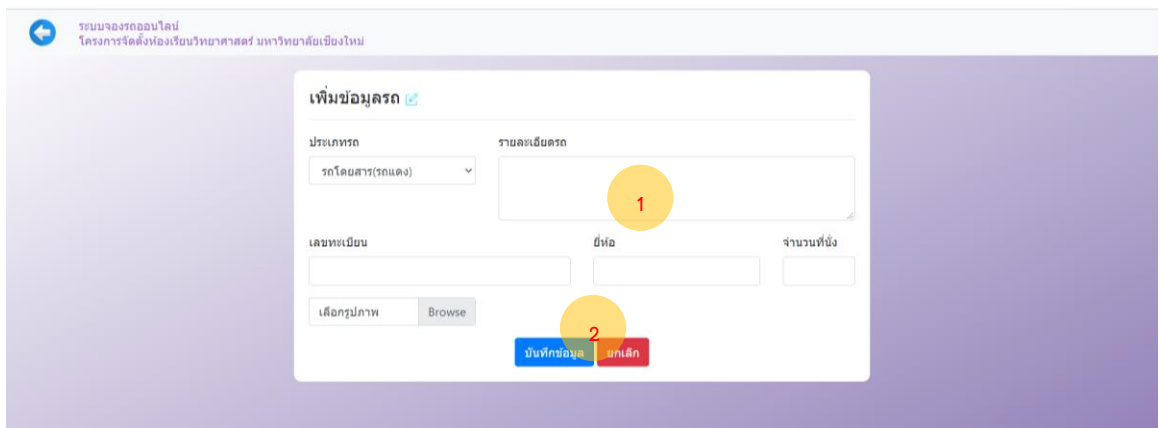 ระบบจองรถออนไลน์
โครงการจัดตั้งห้องเรียนวิทยาศาสตร์ มหาวิทยาลัยเชียงใหม่
เพิ่มข้อมูลรถ
ประเภทรถ
รายละเอียดรถ
รถโดยสาร(รถแดง)
1
เลขทะเบียน
ยี่ห้อ
จำนวนที่นั่ง
เลือกรูปภาพ
Browse
2
บันทึกข้อมูล
ยกเลิก